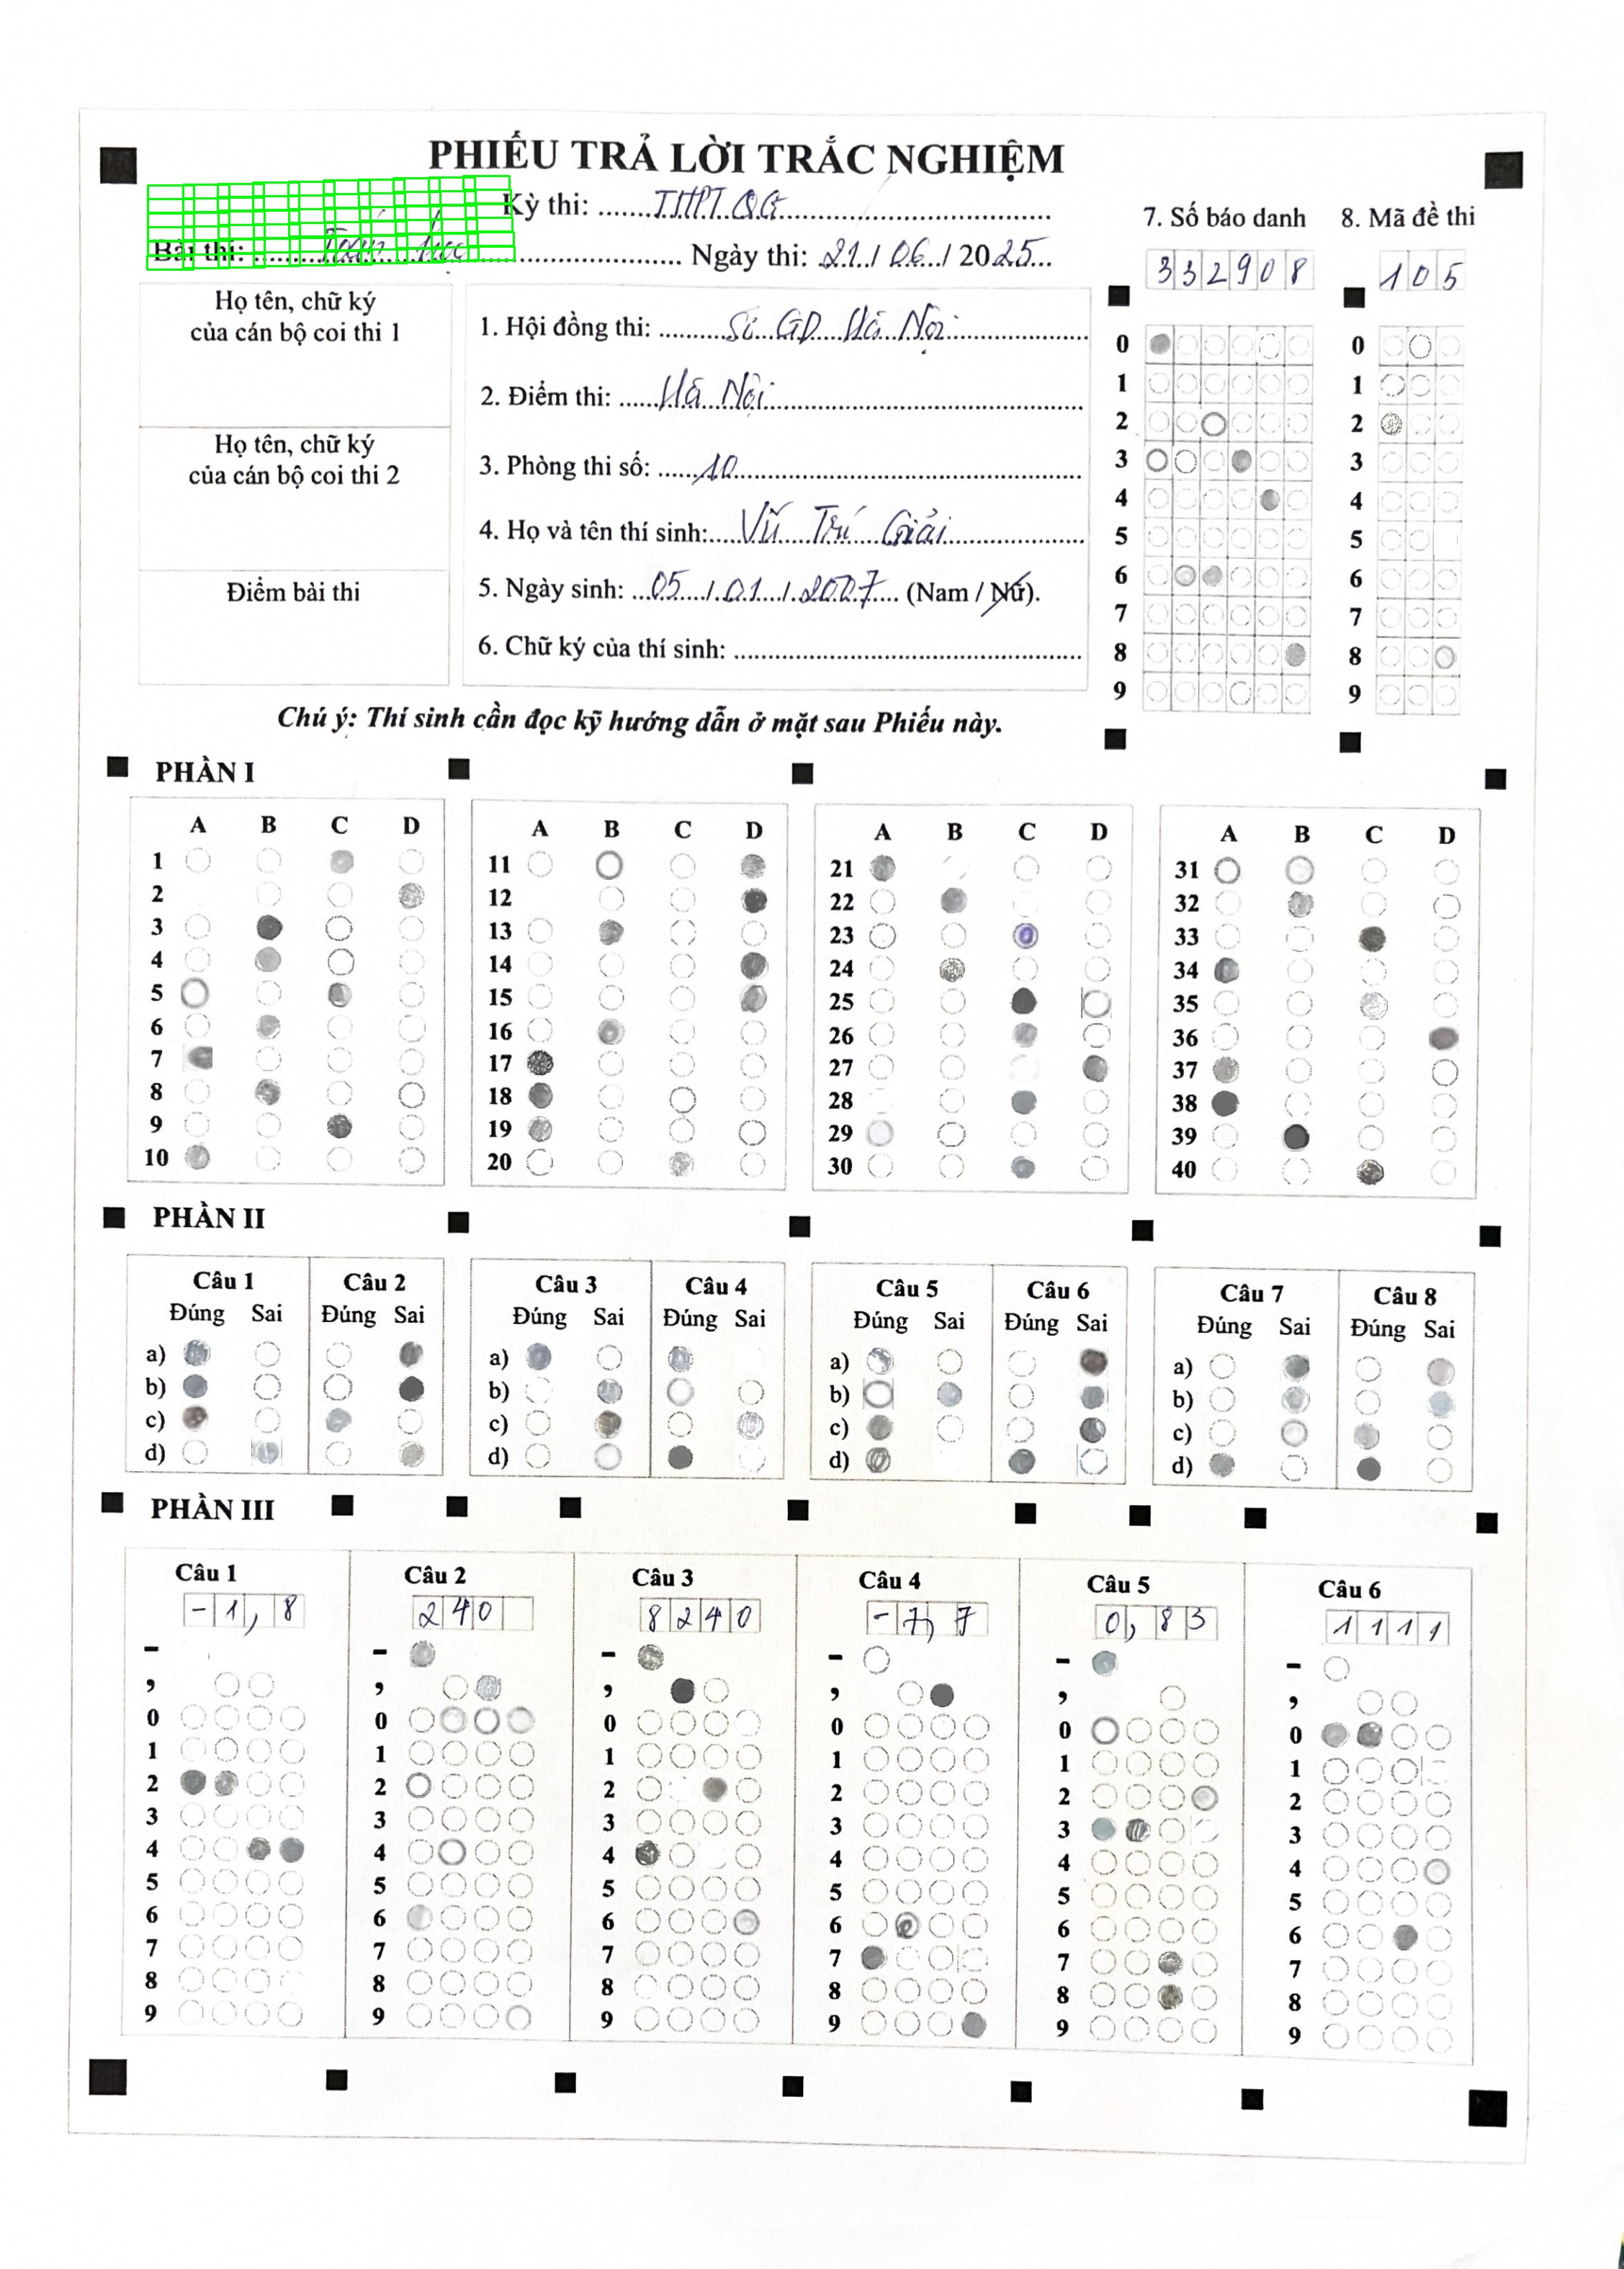 PHIẾU TRẢ LỜI TRẮC NGHIỆM
Kỳ thi: .......THPT.QG.............................................
Bài thi: ..........Toán học............................... Ngày thi: .21./ 06.../ 2025...
7. Số báo danh 8. Mã đề thi
3 3 2 9 0 8 1 0 5
Họ tên, chữ ký
của cán bộ coi thi 1
Họ tên, chữ ký
của cán bộ coi thi 2
Điểm bài thi
1. Hội đồng thi: ..........Sở GD Hà Nội......................
2. Điểm thi: ......Hà Nội.............................................
3. Phòng thi số: ......10.................................................
4. Họ và tên thí sinh:.....Vũ Trí Giải......................
5. Ngày sinh: ...05..../.01..../.2007.... (Nam / Nữ).
6. Chữ ký của thí sinh: ..................................................
0 0
1 1
2 2
3 3
4 4
5 5
6 6
7 7
8 8
9 9
Chú ý: Thí sinh cần đọc kỹ hướng dẫn ở mặt sau Phiếu này.
PHẦN I
A B C D A B C D A B C D A B C D
1 11 21 31
2 12 22 32
3 13 23 33
4 14 24 34
5 15 25 35
6 16 26 36
7 17 27 37
8 18 28 38
9 19 29 39
10 20 30 40
PHẦN II
Câu 1 Câu 2 Câu 3 Câu 4 Câu 5 Câu 6 Câu 7 Câu 8
Đúng Sai Đúng Sai Đúng Sai Đúng Sai Đúng Sai Đúng Sai Đúng Sai Đúng Sai
a) a) a) a)
b) b) b) b)
c) c) c) c)
d) d) d) d)
PHẦN III
Câu 1 Câu 2 Câu 3 Câu 4 Câu 5 Câu 6
-1,8 240 8240 -7,7 0,83 1111
- - - - - -
, , , , , ,
0 0 0 0 0 0
1 1 1 1 1 1
2 2 2 2 2 2
3 3 3 3 3 3
4 4 4 4 4 4
5 5 5 5 5 5
6 6 6 6 6 6
7 7 7 7 7 7
8 8 8 8 8 8
9 9 9 9 9 9